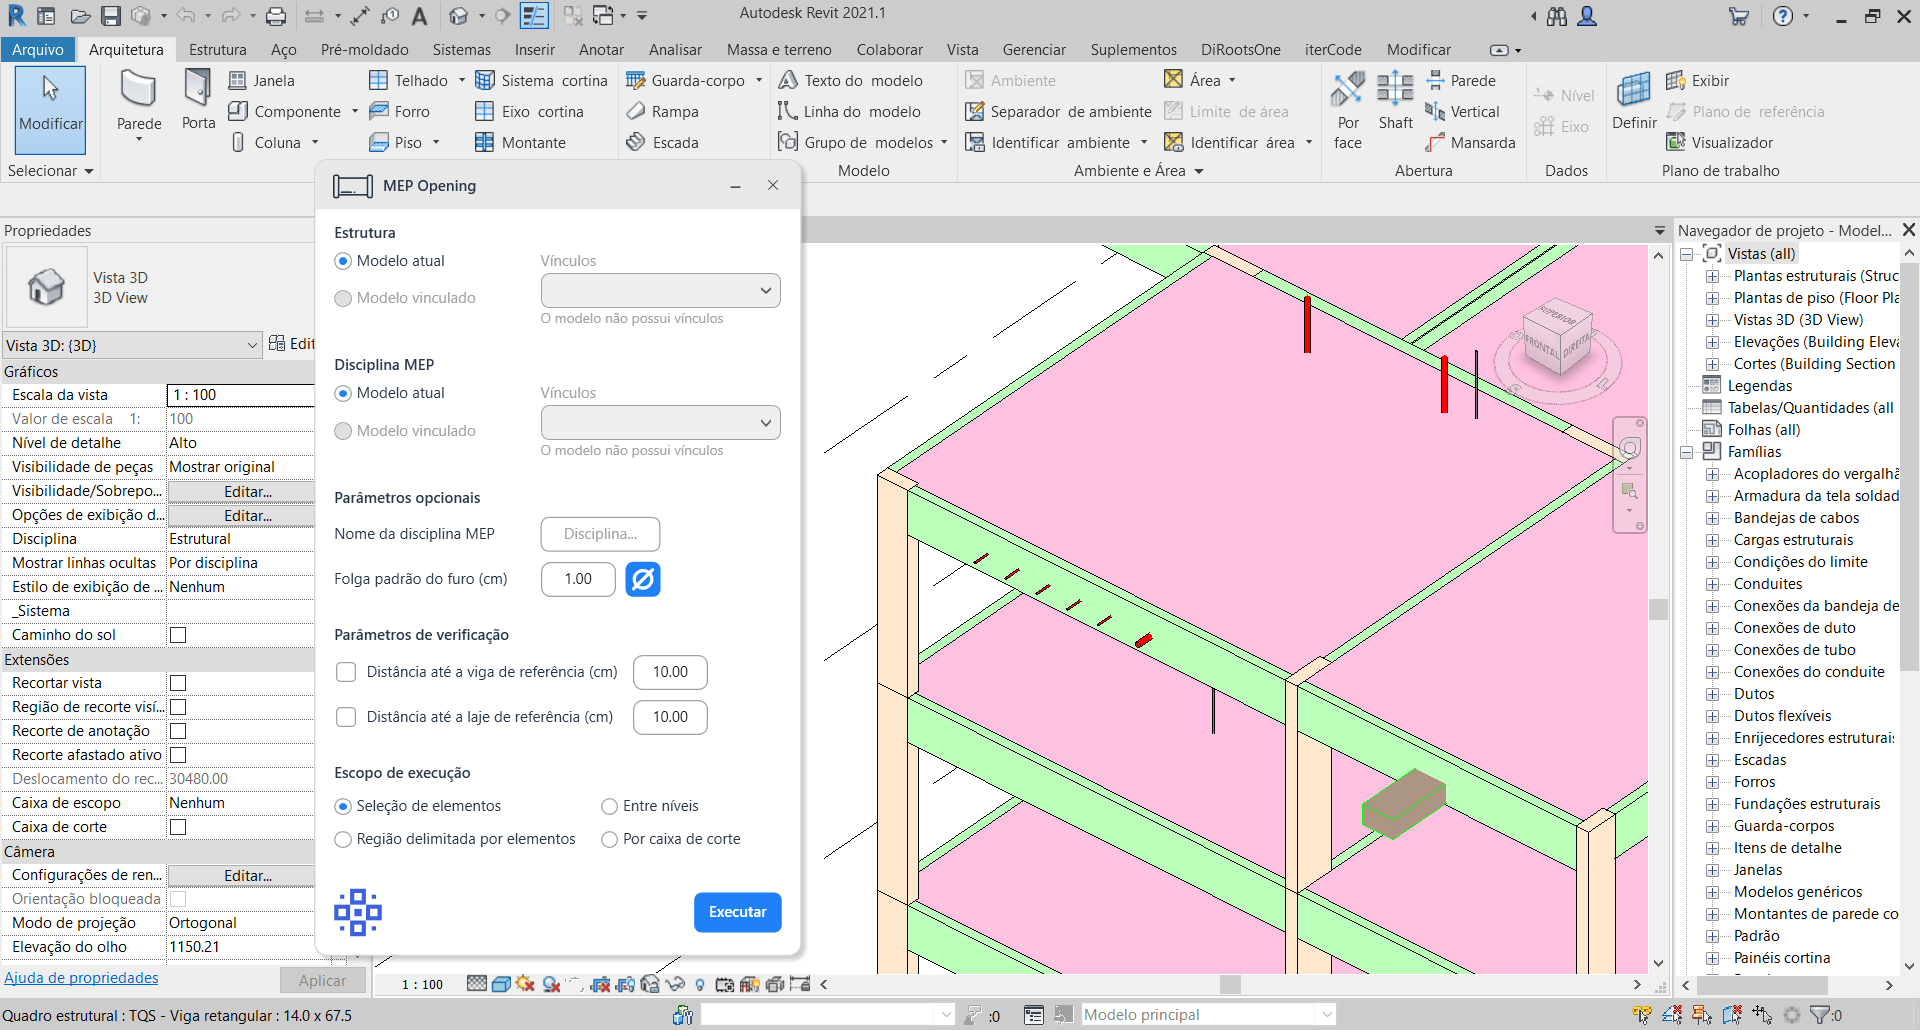 Autodesk Revit 2021.1
Arquivo Arquitetura Estrutura Aço Pré-moldado Sistemas Inserir Anotar Analisar Massa e terreno Colaborar Vista Gerenciar Suplementos DiRootsOne iterCode Modificar
Modificar
Selecionar
Parede
Porta
Janela
Componente
Coluna
Telhado
Forro
Piso
Sistema cortina
Eixo cortina
Montante
Guarda-corpo
Rampa
Escada
Texto do modelo
Linha do modelo
Grupo de modelos
Modelo
Ambiente
Separador de ambiente
Identificar ambiente
Área
Limite de área
Identificar área
Ambiente e Área
Por face
Shaft
Parede
Vertical
Mansarda
Abertura
Nível
Eixo
Dados
Definir
Exibir
Plano de referência
Visualizador
Plano de trabalho
Propriedades
Vista 3D
3D View
Vista 3D: {3D}
Edit
Gráficos
Escala da vista 1 : 100
Valor de escala 1: 100
Nível de detalhe Alto
Visibilidade de peças Mostrar original
Visibilidade/Sobrepo... Editar...
Opções de exibição d... Editar...
Disciplina Estrutural
Mostrar linhas ocultas Por disciplina
Estilo de exibição de ... Nenhum
_Sistema
Caminho do sol
Extensões
Recortar vista
Região de recorte visí...
Recorte de anotação
Recorte afastado ativo
Deslocamento do rec... 30480.00
Caixa de escopo Nenhum
Caixa de corte
Câmera
Configurações de ren... Editar...
Orientação bloqueada
Modo de projeção Ortogonal
Elevação do olho 1150.21
Ajuda de propriedades
Aplicar
MEP Opening
Estrutura
Modelo atual
Vínculos
Modelo vinculado
O modelo não possui vínculos
Disciplina MEP
Modelo atual
Vínculos
Modelo vinculado
O modelo não possui vínculos
Parâmetros opcionais
Nome da disciplina MEP Disciplina...
Folga padrão do furo (cm) 1.00
Parâmetros de verificação
Distância até a viga de referência (cm) 10.00
Distância até a laje de referência (cm) 10.00
Escopo de execução
Seleção de elementos
Entre níveis
Região delimitada por elementos
Por caixa de corte
Executar
SUPERIOR
FRONTAL
DIREITA
Navegador de projeto - Model...
Vistas (all)
Plantas estruturais (Struc
Plantas de piso (Floor Pla
Vistas 3D (3D View)
Elevações (Building Eleva
Cortes (Building Section
Legendas
Tabelas/Quantidades (all
Folhas (all)
Famílias
Acopladores do vergalhã
Armadura da tela soldad
Bandejas de cabos
Cargas estruturais
Condições do limite
Conduites
Conexões da bandeja de
Conexões de duto
Conexões de tubo
Conexões do conduite
Dutos
Dutos flexíveis
Enrijecedores estruturais
Escadas
Forros
Fundações estruturais
Guarda-corpos
Itens de detalhe
Janelas
Modelos genéricos
Montantes de parede co
Padrão
Painéis cortina
1 : 100
Quadro estrutural : TQS - Viga retangular : 14.0 x 67.5
:0
Modelo principal
:0